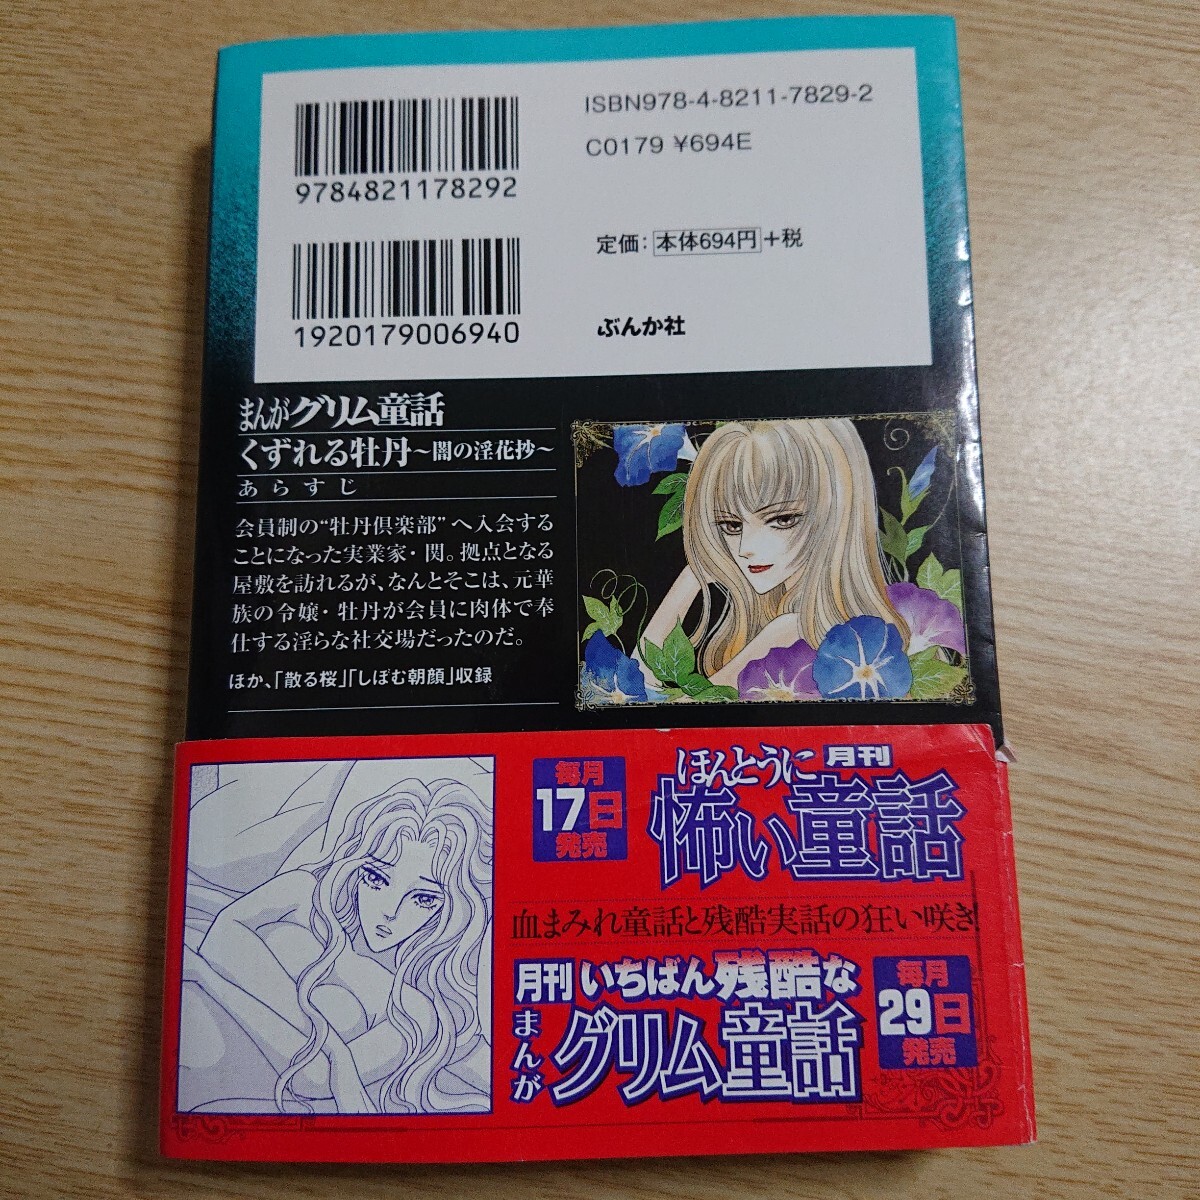 ISBN978-4-8211-7829-2
C0179 ¥694E
9784821178292
定価：本体694円+税
1920179006940
ぶんか社
まんがグリム童話
くずれる牡丹～闇の淫花抄～
あらすじ
会員制の“牡丹倶楽部”へ入会する
ことになった実業家・関。拠点となる
屋敷を訪れるが、なんとそこは、元華
族の令嬢・牡丹が会員に肉体で奉
仕する淫らな社交場だったのだ。
ほか、「散る桜」「しぼむ朝顔」収録
毎月
17日
発売
ほんとうに
月刊
怖い童話
血まみれ童話と残酷実話の狂い咲き!
月刊 いちばん残酷な
まんが
グリム童話
毎月
29日
発売